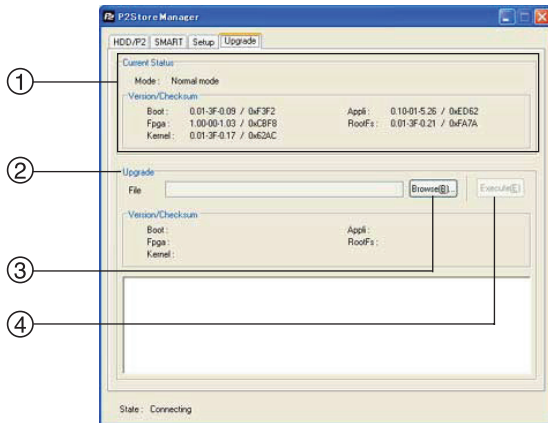 P2StoreManager
HDD/P2 SMART Setup Upgrade
① Current Status
Mode : Normal mode
Version/Checksum
Boot : 0.01-3F-0.09 / 0xF3F2 Appli : 0.10-01-5.26 / 0xED62
Fpga : 1.00-00-1.03 / 0xCBF8 RootFs : 0.01-3F-0.21 / 0xFA7A
Kernel : 0.01-3F-0.17 / 0x62AC
② Upgrade
File Browse(B)... Execute(E)
Version/Checksum
Boot : Appli :
Fpga : RootFs :
Kernel :
③
④
State : Connecting